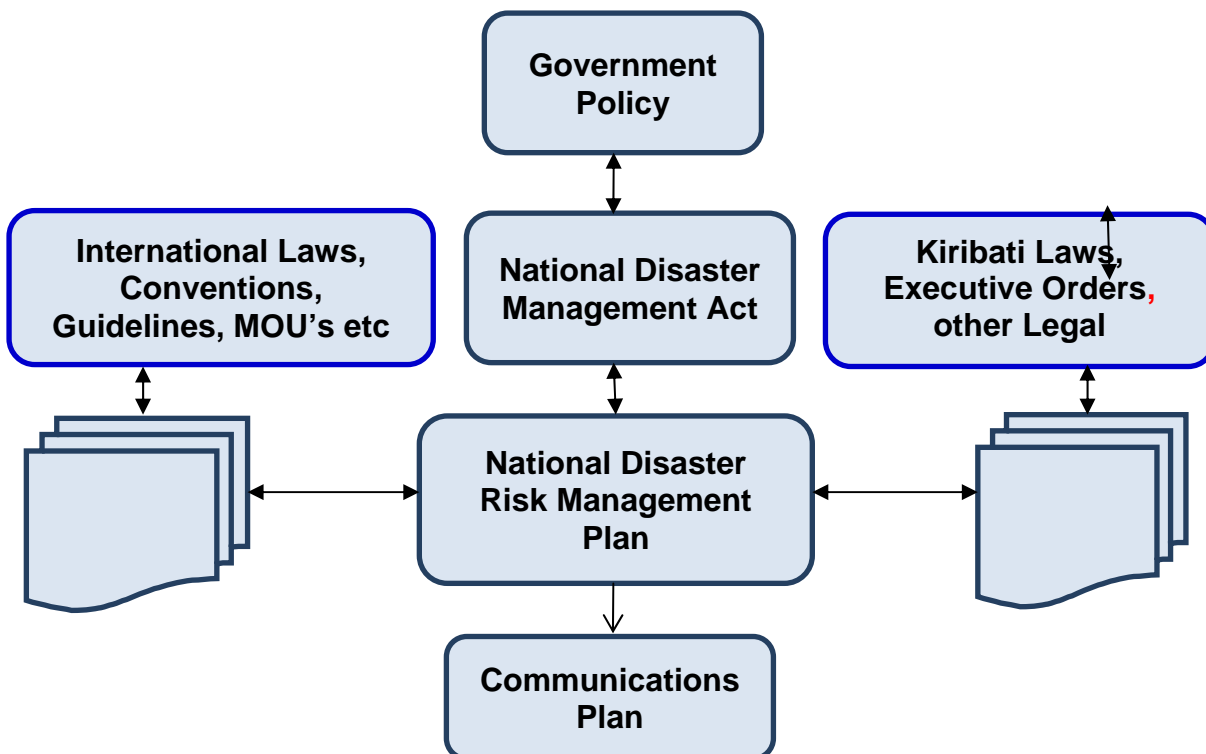 Government
Policy
International Laws,
Conventions,
Guidelines, MOU's etc
National Disaster
Management Act
Kiribati Laws,
Executive Orders,
other Legal
National Disaster
Risk Management
Plan
Communications
Plan